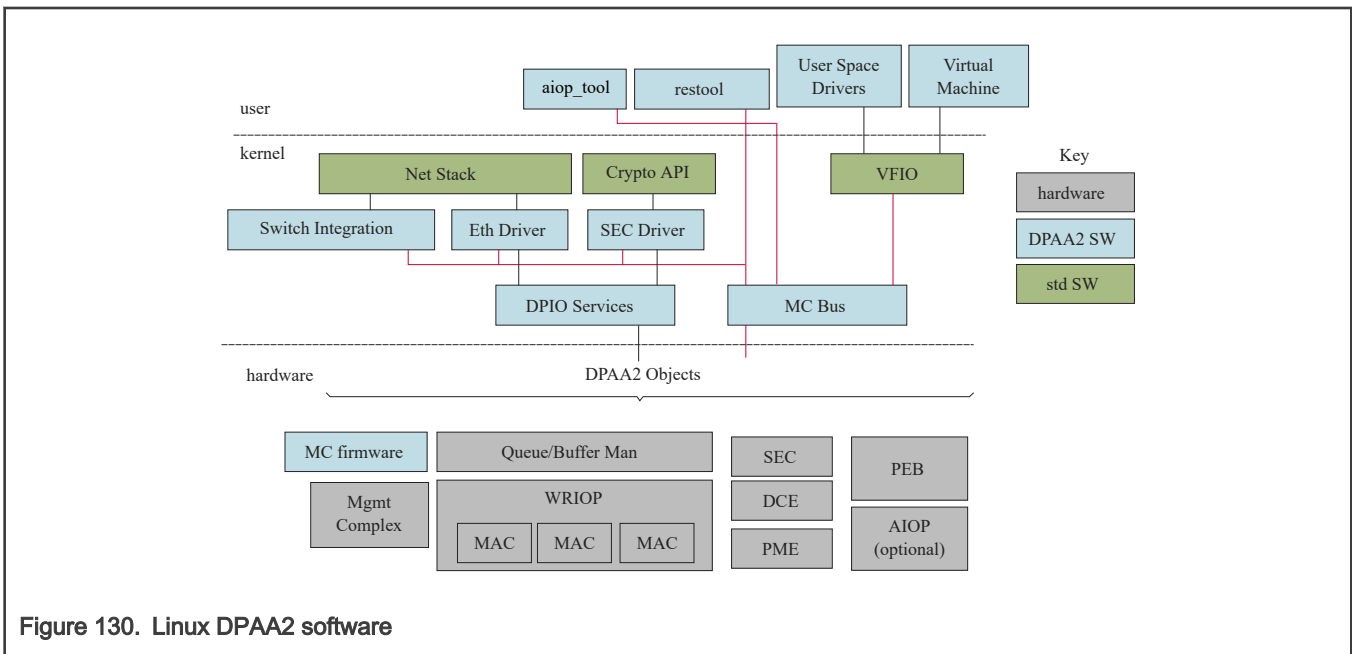 aiop_tool
restool
User Space
Drivers
Virtual
Machine
user
kernel
Net Stack
Crypto API
VFIO
Key
hardware
DPAA2 SW
std SW
Switch Integration
Eth Driver
SEC Driver
DPIO Services
MC Bus
hardware
DPAA2 Objects
MC firmware
Queue/Buffer Man
SEC
PEB
Mgmt
Complex
WRIOP
MAC
MAC
MAC
DCE
PME
AIOP
(optional)
Figure 130. Linux DPAA2 software